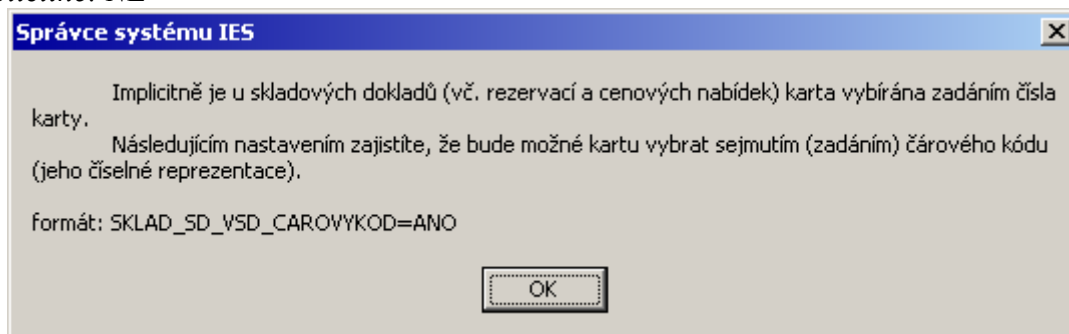 Správce systému IES
Implicitně je u skladových dokladů (vč. rezervací a cenových nabídek) karta vybírána zadáním čísla
karty.
Následujícím nastavením zajistíte, že bude možné kartu vybrat sejmutím (zadáním) čárového kódu
(jeho číselné reprezentace).
formát: SKLAD_SD_VSD_CAROVYKOD=ANO
OK